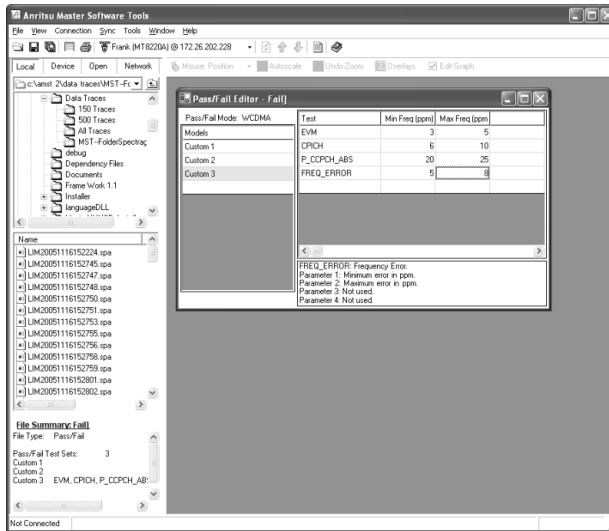 Anritsu Master Software Tools
File View Connection Sync Tools Window Help
Frank (MT8220A) @ 172.26.202.228
Local Device Open Network
Mouse: Position Autoscale Undo Zoom Overlays Edit Graph
c:\amst 2\data traces\MST-Fc
Data Traces
150 Traces
500 Traces
All Traces
MST--FolderSpectrag
debug
Dependency Files
Documents
Frame Work 1.1
Installer
languageDLL
Name
LIM20051116152224.spa
LIM20051116152745.spa
LIM20051116152747.spa
LIM20051116152748.spa
LIM20051116152750.spa
LIM20051116152751.spa
LIM20051116152753.spa
LIM20051116152755.spa
LIM20051116152756.spa
LIM20051116152758.spa
LIM20051116152759.spa
LIM20051116152801.spa
LIM20051116152802.spa
File Summary: Fail]
File Type: Pass/Fail
Pass/Fail Test Sets: 3
Custom 1
Custom 2
Custom 3 EVM, CPICH, P_CCPCH_AB
Not Connected
Pass/Fail Editor - Fail]
Pass/Fail Mode: WCDMA
Models
Custom 1
Custom 2
Custom 3
Test Min Freq (ppm) Max Freq (ppm
EVM 3 5
CPICH 6 10
P_CCPCH_ABS 20 25
FREQ_ERROR 5 8
FREQ_ERROR: Frequency Error.
Parameter 1: Minimum error in ppm.
Parameter 2: Maximum error in ppm.
Parameter 3: Not used.
Parameter 4: Not used.